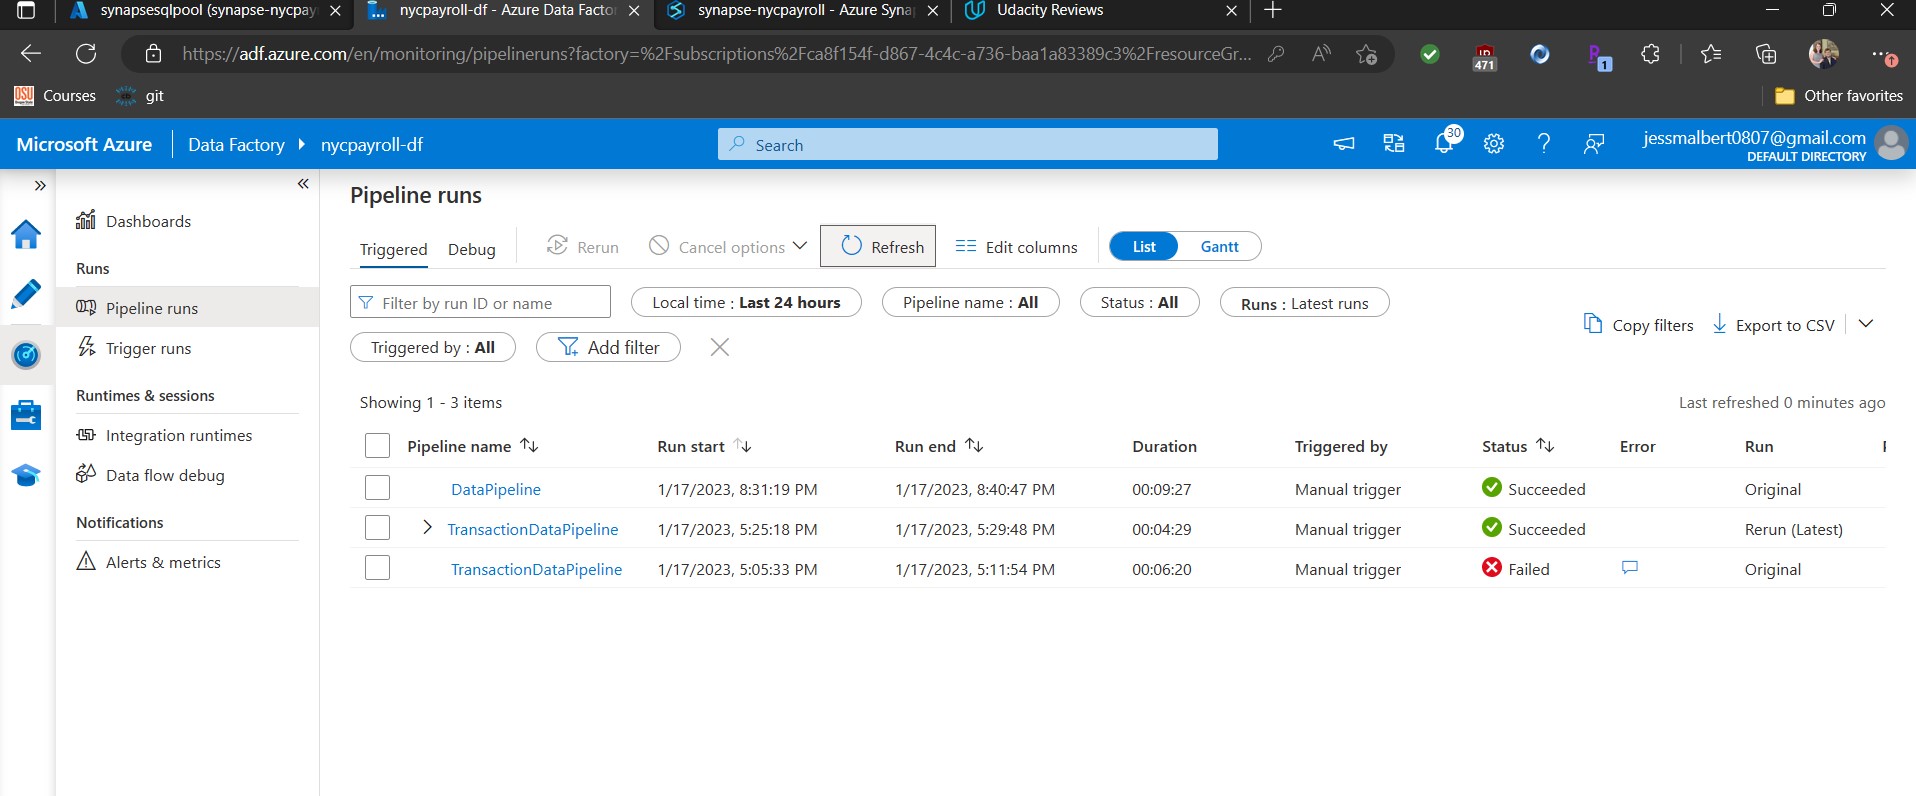 synapsesqlpool (synapse-nycpay
nycpayroll-df - Azure Data Factor
synapse-nycpayroll - Azure Syna
Udacity Reviews
https://adf.azure.com/en/monitoring/pipelineruns?factory=%2Fsubscriptions%2Fca8f154f-d867-4c4c-a736-baa1a83389c3%2FresourceGr...
471
1
OSU Courses
git
Other favorites
Microsoft Azure
Data Factory
nycpayroll-df
Search
30
jessmalbert0807@gmail.com
DEFAULT DIRECTORY
Dashboards
Runs
Pipeline runs
Trigger runs
Runtimes & sessions
Integration runtimes
Data flow debug
Notifications
Alerts & metrics
Pipeline runs
Triggered Debug Rerun Cancel options Refresh Edit columns List Gantt
Filter by run ID or name Local time : Last 24 hours Pipeline name : All Status : All Runs : Latest runs
Copy filters Export to CSV
Triggered by : All Add filter
Showing 1 - 3 items Last refreshed 0 minutes ago
Pipeline name Run start Run end Duration Triggered by Status Error Run
DataPipeline 1/17/2023, 8:31:19 PM 1/17/2023, 8:40:47 PM 00:09:27 Manual trigger Succeeded Original
TransactionDataPipeline 1/17/2023, 5:25:18 PM 1/17/2023, 5:29:48 PM 00:04:29 Manual trigger Succeeded Rerun (Latest)
TransactionDataPipeline 1/17/2023, 5:05:33 PM 1/17/2023, 5:11:54 PM 00:06:20 Manual trigger Failed Original